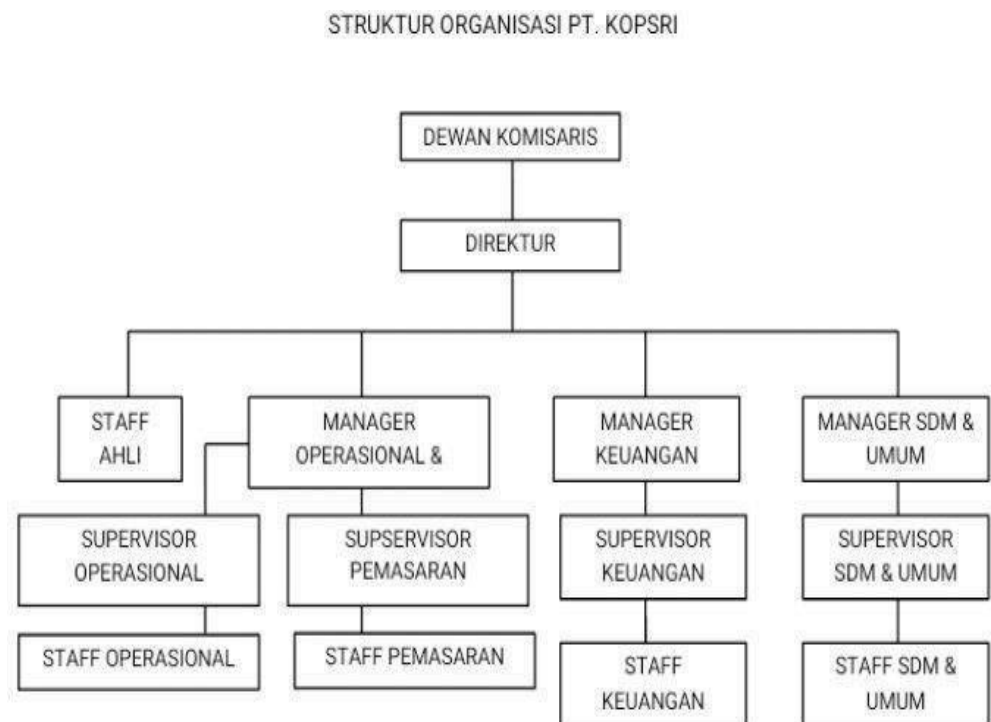 STRUKTUR ORGANISASI PT. KOPSRI
DEWAN KOMISARIS
DIREKTUR
STAFF
AHLI
MANAGER
OPERASIONAL &
MANAGER
KEUANGAN
MANAGER SDM &
UMUM
SUPERVISOR
OPERASIONAL
SUPSERVISOR
PEMASARAN
SUPERVISOR
KEUANGAN
SUPERVISOR
SDM & UMUM
STAFF OPERASIONAL
STAFF PEMASARAN
STAFF
KEUANGAN
STAFF SDM &
UMUM